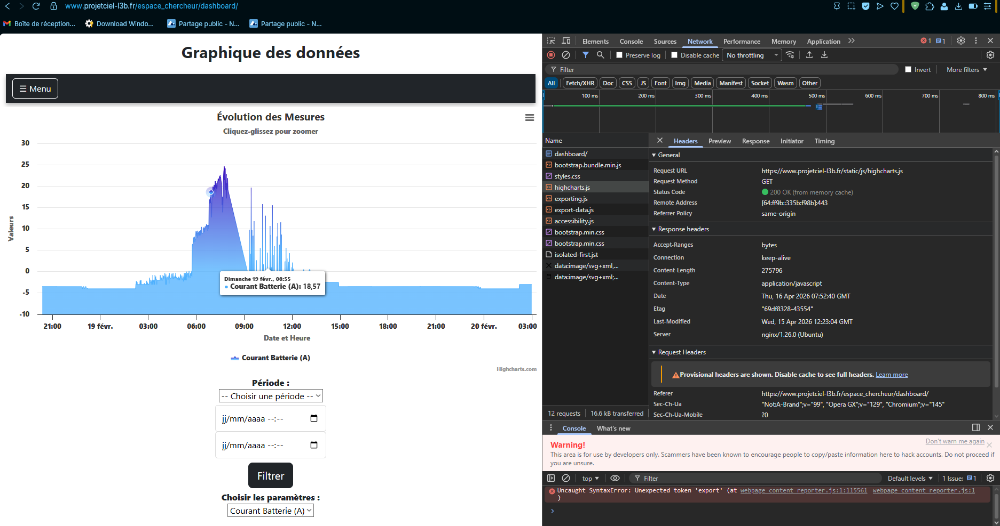 www.projetciel-l3b.fr/espace_chercheur/dashboard/
Boîte de réception...
Download Windo...
Partage public - N...
Partage public - N...
Graphique des données
☰ Menu
Évolution des Mesures
Cliquez-glissez pour zoomer
30
25
20
15
10
5
0
-5
-10
Valeurs
Dimanche 19 févr., 06:55
● Courant Batterie (A): 18,57
21:00 19 févr. 03:00 06:00 09:00 12:00 15:00 18:00 21:00 20 févr. 03:00
Date et Heure
Courant Batterie (A)
Highcharts.com
Période :
-- Choisir une période --
jj/mm/aaaa --:--
jj/mm/aaaa --:--
Filtrer
Choisir les paramètres :
Courant Batterie (A)
Elements Console Sources Network Performance Memory Application 1 1
Preserve log Disable cache No throttling
Filter Invert More filters
All Fetch/XHR Doc CSS JS Font Img Media Manifest Socket Wasm Other
100 ms 200 ms 300 ms 400 ms 500 ms 600 ms 700 ms 800 ms
Name
dashboard/
bootstrap.bundle.min.js
styles.css
highcharts.js
exporting.js
export-data.js
accessibility.js
bootstrap.min.css
bootstrap.min.css
isolated-first.jst
data:image/svg+xml,...
data:image/svg+xml;...
12 requests 16.6 kB transferred
Headers Preview Response Initiator Timing
General
Request URL https://www.projetciel-l3b.fr/static/js/highcharts.js
Request Method GET
Status Code 200 OK (from memory cache)
Remote Address [64:ff9b::335b:f98b]:443
Referrer Policy same-origin
Response headers
Accept-Ranges bytes
Connection keep-alive
Content-Length 275796
Content-Type application/javascript
Date Thu, 16 Apr 2026 07:52:40 GMT
Etag "69df8328-43554"
Last-Modified Wed, 15 Apr 2026 12:23:04 GMT
Server nginx/1.26.0 (Ubuntu)
Request Headers
Provisional headers are shown. Disable cache to see full headers. Learn more
Referer https://www.projetciel-l3b.fr/espace_chercheur/dashboard/
Sec-Ch-Ua "Not:A-Brand";v="99", "Opera GX";v="129", "Chromium";v="145"
Sec-Ch-Ua-Mobile ?0
Console What's new
Warning! Don't warn me again
This area is for use by developers only. Scammers have been known to encourage people to copy/paste information here to hack accounts. Do not proceed if
you are unsure.
top Filter Default levels 1 Issue: 1
Uncaught SyntaxError: Unexpected token 'export' (at webpage content reporter.js:1:115561 webpage content reporter.js:1
)